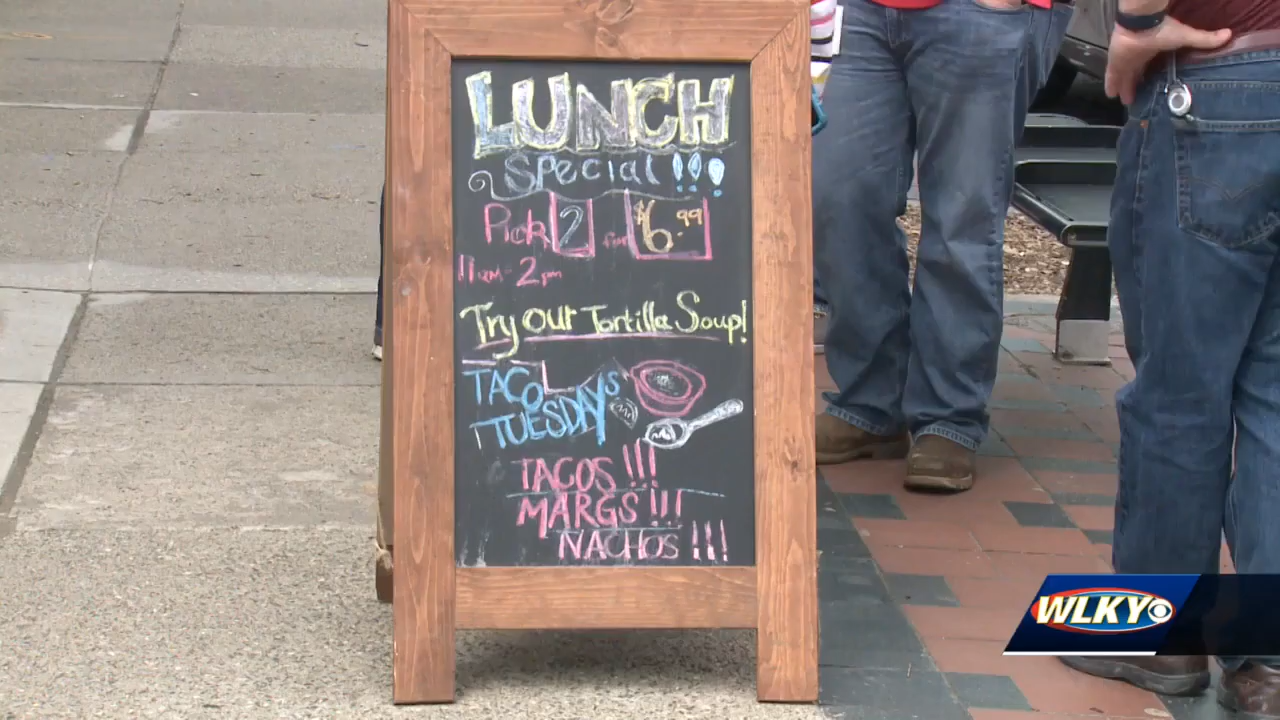 LUNCH
Special!!!
Pick 2 for $6.99
11am-2pm
Try our Tortilla Soup!
TACO
TUESDAYS
TACOS!!!
MARGS!!!
NACHOS!!!
WLKY